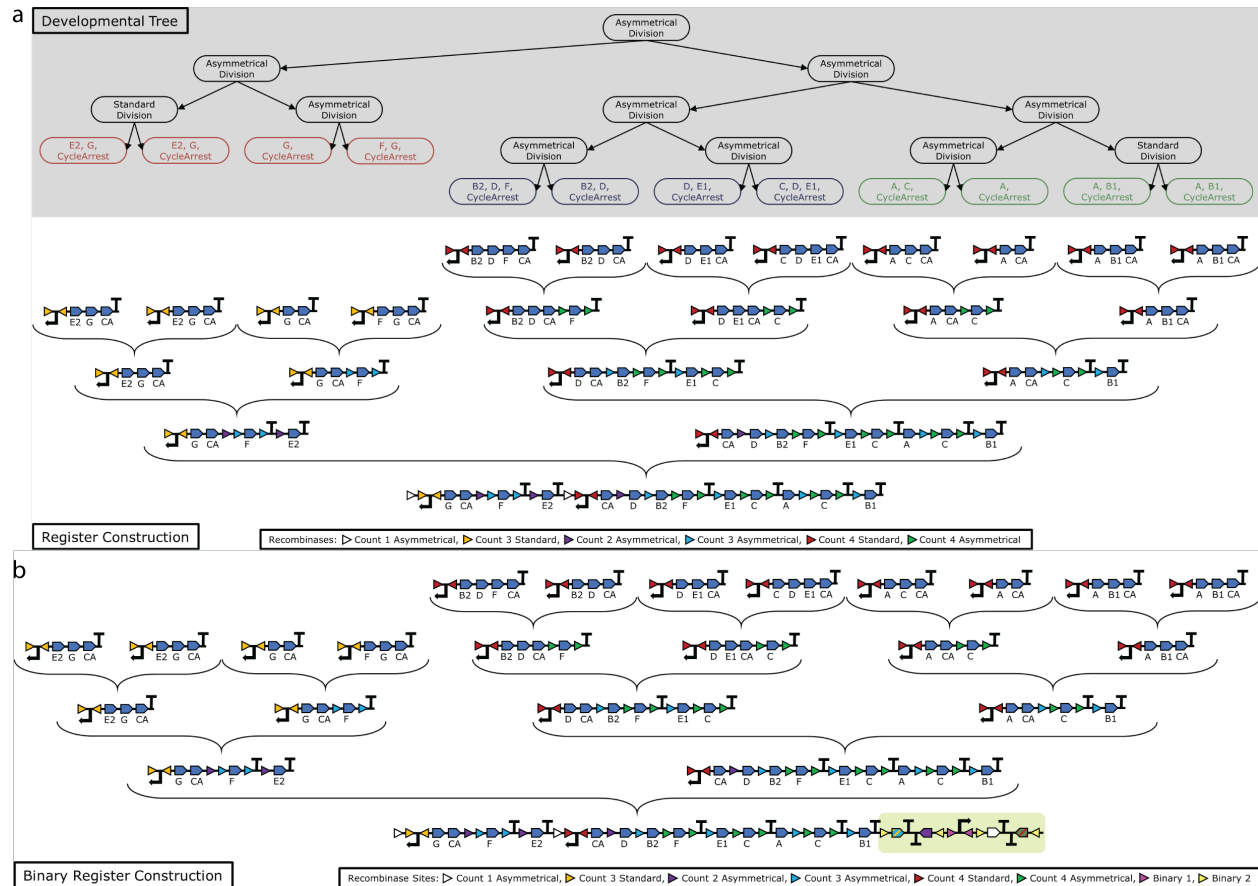 a
Developmental Tree
Asymmetrical
Division
Asymmetrical
Division
Asymmetrical
Division
Standard
Division
Asymmetrical
Division
Asymmetrical
Division
Asymmetrical
Division
E2, G,
CycleArrest
E2, G,
CycleArrest
G,
CycleArrest
F, G,
CycleArrest
Asymmetrical
Division
Asymmetrical
Division
Asymmetrical
Division
Standard
Division
B2, D, F,
CycleArrest
B2, D,
CycleArrest
D, E1,
CycleArrest
C, D, E1,
CycleArrest
A, C,
CycleArrest
A,
CycleArrest
A, B1,
CycleArrest
A, B1,
CycleArrest
B2 D F CA
B2 D CA
D E1 CA
C D E1 CA
A C CA
A CA
A B1 CA
A B1 CA
E2 G CA
E2 G CA
G CA
F G CA
B2 D CA F
D E1 CA C
A CA C
A B1 CA
E2 G CA
G CA F
D CA B2 F E1 C
A CA C B1
G CA F E2
CA D B2 F E1 C A C B1
G CA F E2 CA D B2 F E1 C A C B1
Register Construction
Recombinases: Count 1 Asymmetrical, Count 3 Standard, Count 2 Asymmetrical, Count 3 Asymmetrical, Count 4 Standard, Count 4 Asymmetrical
b
B2 D F CA
B2 D CA
D E1 CA
C D E1 CA
A C CA
A CA
A B1 CA
A B1 CA
E2 G CA
E2 G CA
G CA
F G CA
B2 D CA F
D E1 CA C
A CA C
A B1 CA
E2 G CA
G CA F
D CA B2 F E1 C
A CA C B1
G CA F E2
CA D B2 F E1 C A C B1
G CA F E2 CA D B2 F E1 C A C B1
Binary Register Construction
Recombinase Sites: Count 1 Asymmetrical, Count 3 Standard, Count 2 Asymmetrical, Count 3 Asymmetrical, Count 4 Standard, Count 4 Asymmetrical, Binary 1, Binary 2